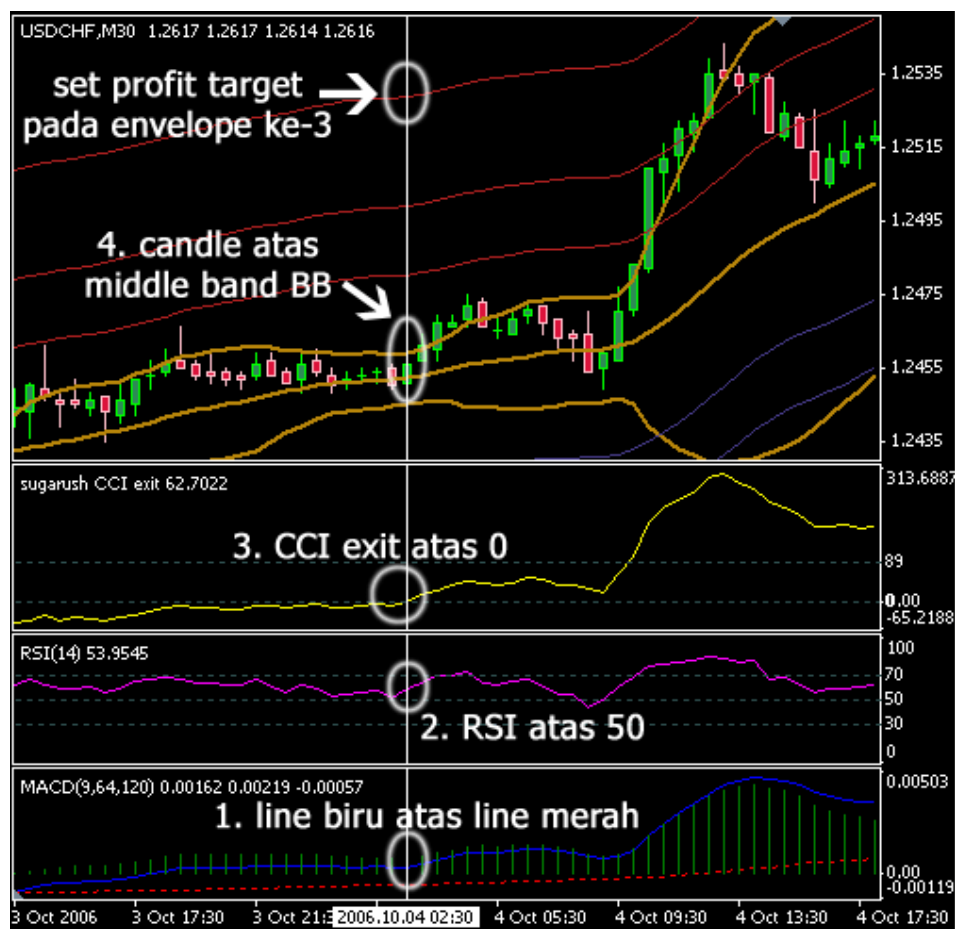 USDCHF,M30 1.2617 1.2617 1.2614 1.2616
set profit target
pada envelope ke-3
4. candle atas
middle band BB
1.2535
1.2515
1.2495
1.2475
1.2455
1.2435
sugarush CCI exit 62.7022
3. CCI exit atas 0
313.6887
89
0.00
-65.2188
RSI(14) 53.9545
2. RSI atas 50
100
70
50
30
0
MACD(9,64,120) 0.00162 0.00219 -0.00057
1. line biru atas line merah
0.00503
0.00
-0.00119
3 Oct 2006 3 Oct 17:30 3 Oct 21:3 2006.10.04 02:30 4 Oct 05:30 4 Oct 09:30 4 Oct 13:30 4 Oct 17:30